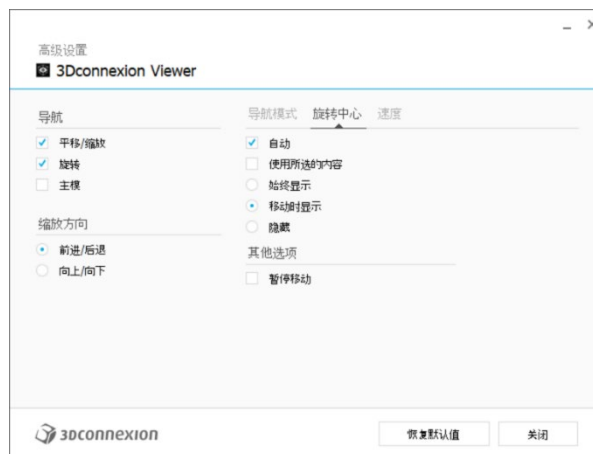 高级设置
3Dconnexion Viewer
导航
平移/缩放
旋转
主模
缩放方向
前进/后退
向上/向下
导航模式 旋转中心 速度
自动
使用所选的内容
始终显示
移动时显示
隐藏
其他选项
暂停移动
3DCONNEXION
恢复默认值 关闭